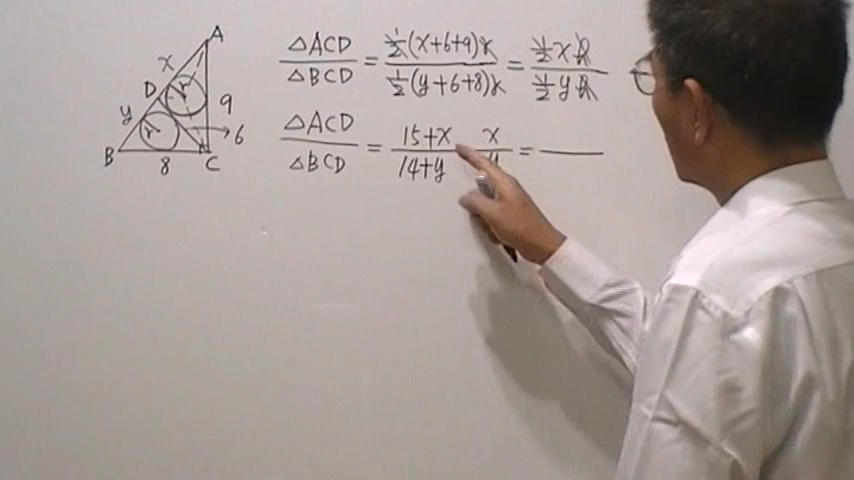 A
x
D
r
y
9
r
6
B
8
C
△ACD/△BCD = ½(x+6+9)r/½(y+6+8)r = ½xh/½yh
△ACD/△BCD = 15+x/14+y x/y = ―